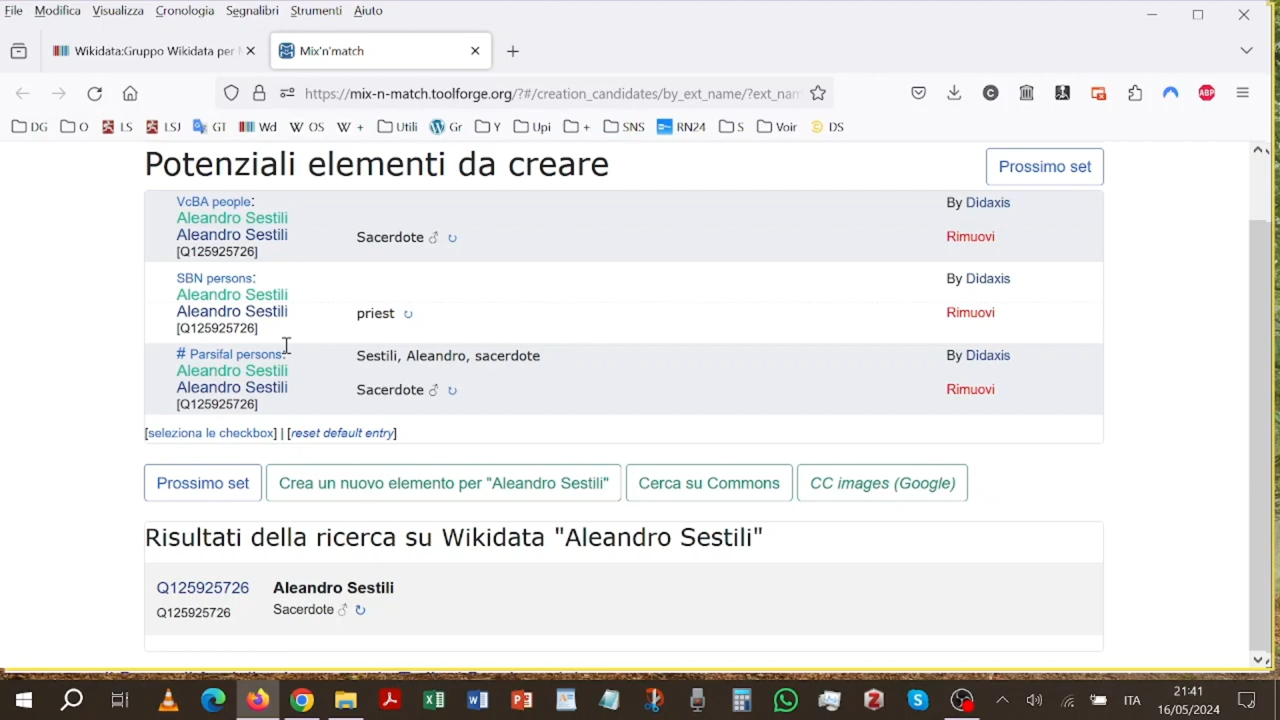 File Modifica Visualizza Cronologia Segnalibri Strumenti Aiuto
Wikidata:Gruppo Wikidata per M
Mix'n'match
https://mix-n-match.toolforge.org/?#/creation_candidates/by_ext_name/?ext_nam
DG O LS LSJ GT Wd OS + Utili Gr Y Upi + SNS RN24 S Voir DS
Potenziali elementi da creare
Prossimo set
VcBA people:
By Didaxis
Aleandro Sestili
Aleandro Sestili
Sacerdote ♂ ↻
Rimuovi
[Q125925726]
SBN persons:
By Didaxis
Aleandro Sestili
Aleandro Sestili
priest ↻
Rimuovi
[Q125925726]
# Parsifal persons:
Sestili, Aleandro, sacerdote
By Didaxis
Aleandro Sestili
Aleandro Sestili
Sacerdote ♂ ↻
Rimuovi
[Q125925726]
[seleziona le checkbox] | [reset default entry]
Prossimo set
Crea un nuovo elemento per "Aleandro Sestili"
Cerca su Commons
CC images (Google)
Risultati della ricerca su Wikidata "Aleandro Sestili"
Q125925726 Aleandro Sestili
Q125925726 Sacerdote ♂ ↻
ITA
21:41
16/05/2024